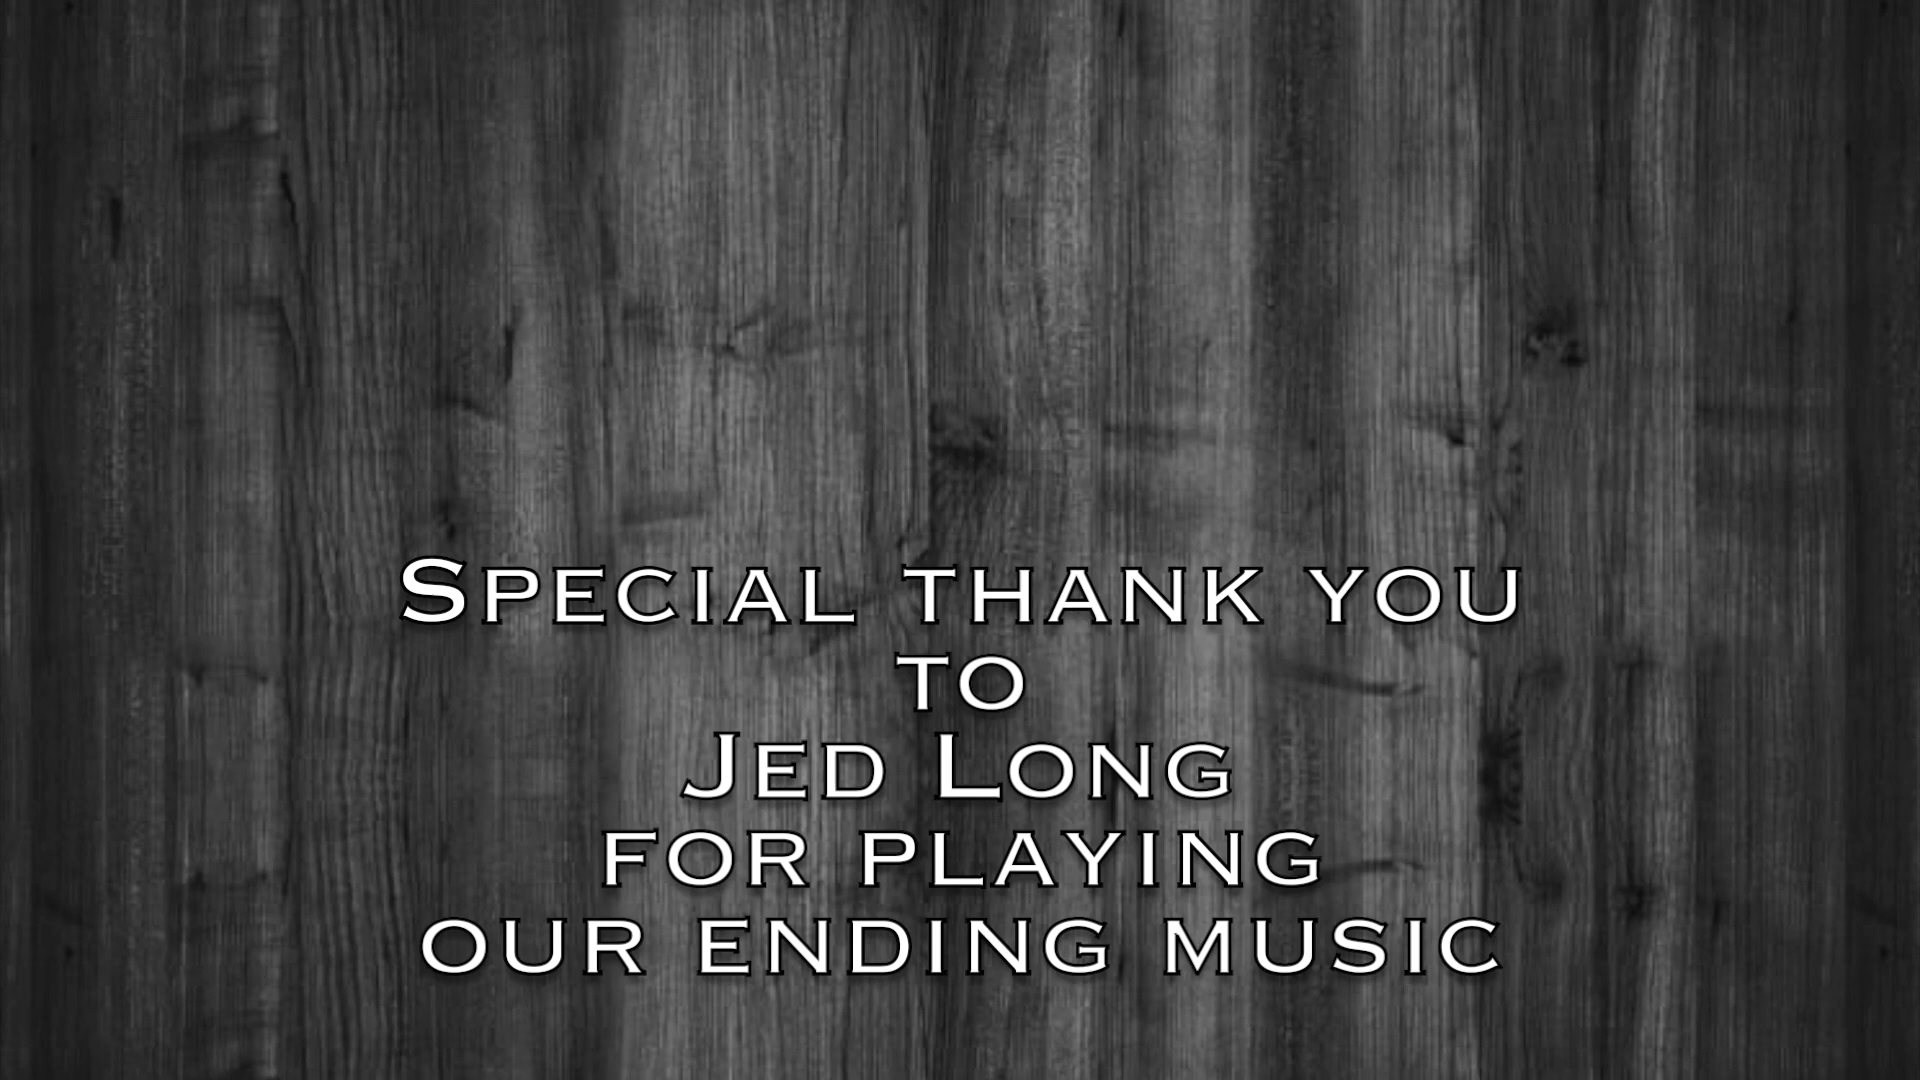 Special thank you
to
Jed Long
for playing
our ending music